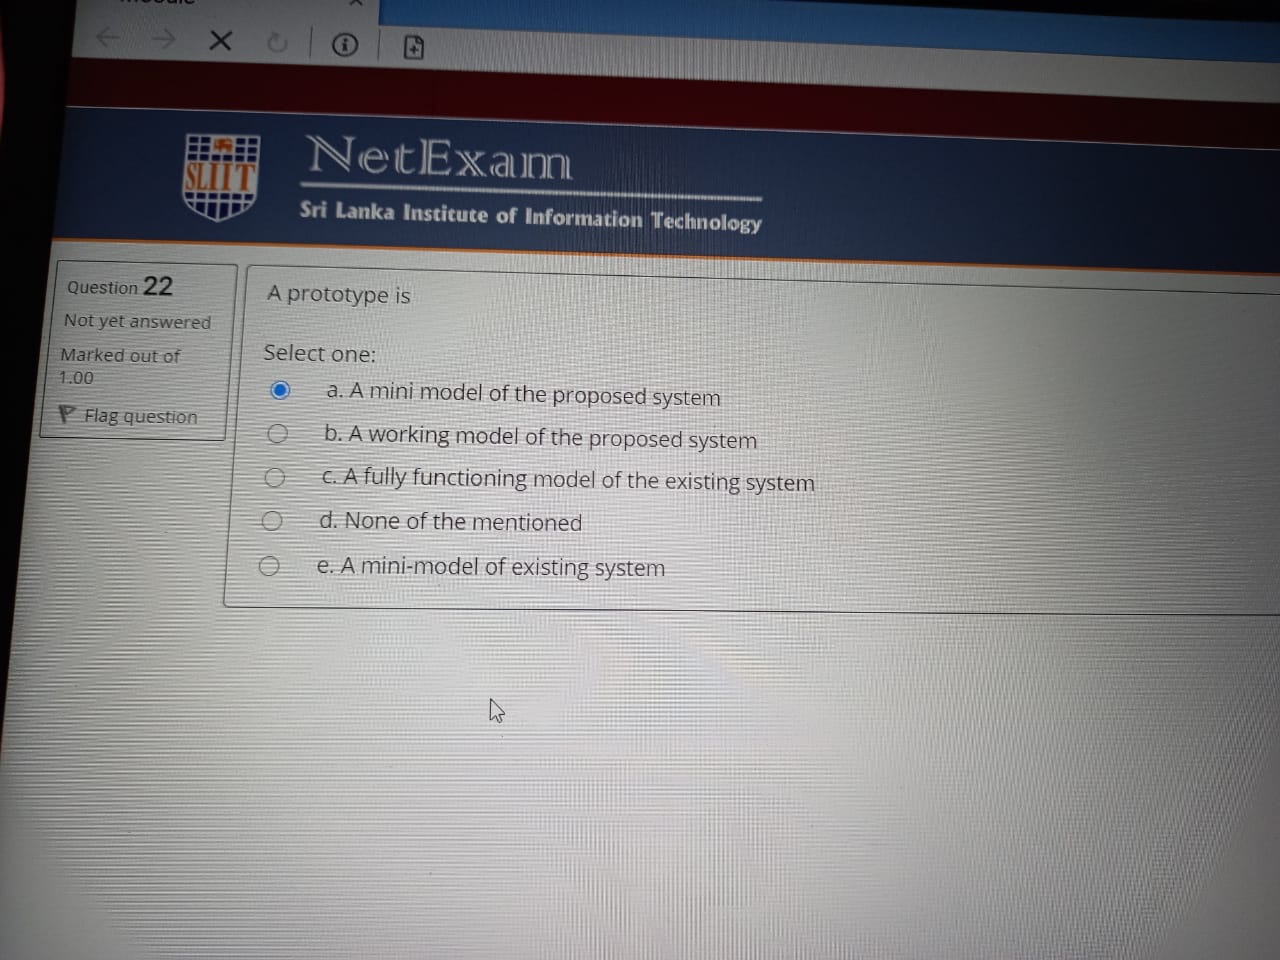 SLIIT
NetExam
Sri Lanka Institute of Information Technology
Question 22
Not yet answered
Marked out of
1.00
Flag question
A prototype is
Select one:
a. A mini model of the proposed system
b. A working model of the proposed system
c. A fully functioning model of the existing system
d. None of the mentioned
e. A mini-model of existing system